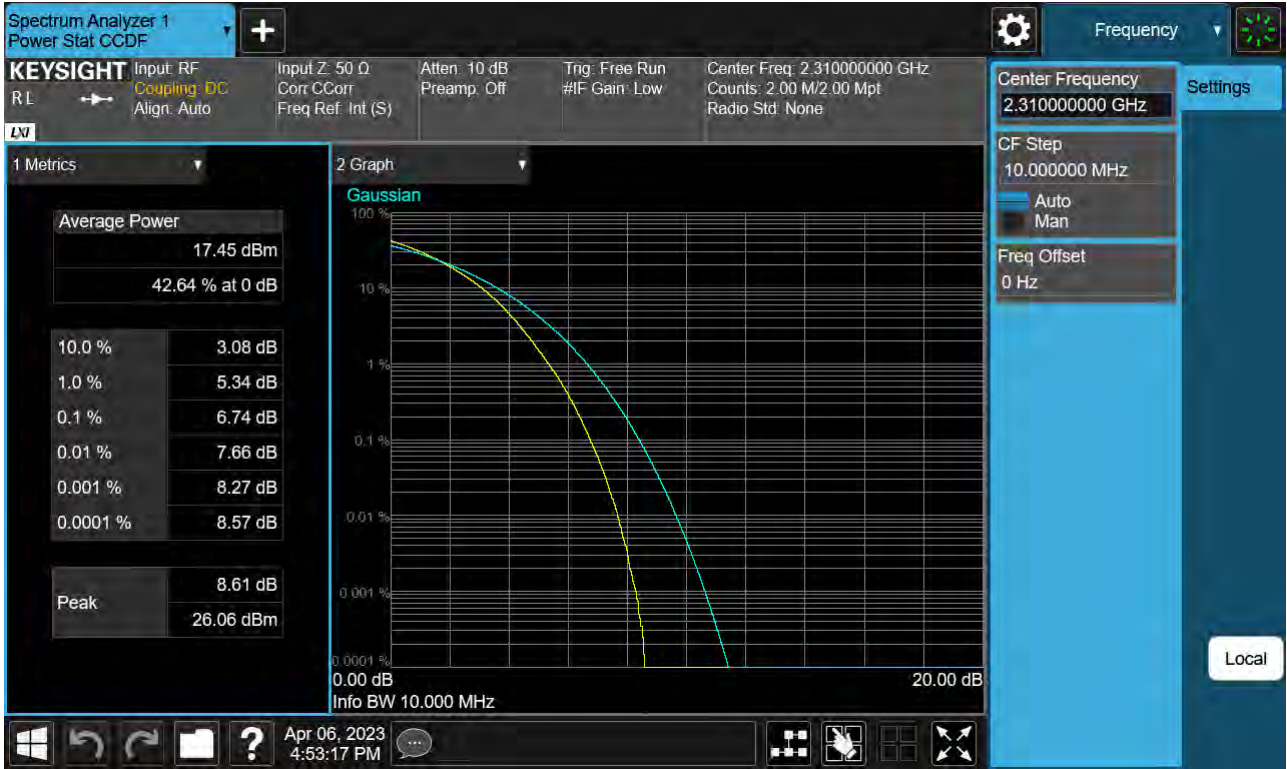 Spectrum Analyzer 1
Power Stat CCDF
Frequency
KEYSIGHT
R L
LXI
Input: RF
Coupling: DC
Align: Auto
Input Z: 50 Ω
Corr CCorr
Freq Ref: Int (S)
Atten: 10 dB
Preamp: Off
Trig: Free Run
#IF Gain: Low
Center Freq: 2.310000000 GHz
Counts: 2.00 M/2.00 Mpt
Radio Std: None
1 Metrics
Average Power
17.45 dBm
42.64 % at 0 dB
10.0 % 3.08 dB
1.0 % 5.34 dB
0.1 % 6.74 dB
0.01 % 7.66 dB
0.001 % 8.27 dB
0.0001 % 8.57 dB
Peak
8.61 dB
26.06 dBm
2 Graph
Gaussian
100 %
10 %
1 %
0.1 %
0.01 %
0.001 %
0.0001 %
0.00 dB 20.00 dB
Info BW 10.000 MHz
Center Frequency
2.310000000 GHz
CF Step
10.000000 MHz
Auto
Man
Freq Offset
0 Hz
Settings
Local
Apr 06, 2023
4:53:17 PM